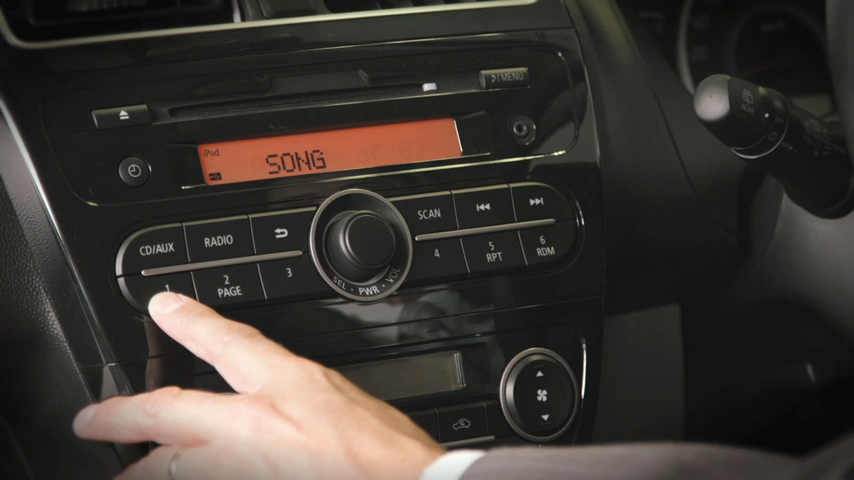 ♪/MENU
iPod
SONG
CD/AUX
RADIO
SCAN
1
2
PAGE
3
4
5
RPT
6
RDM
SEL • PWR • VOL